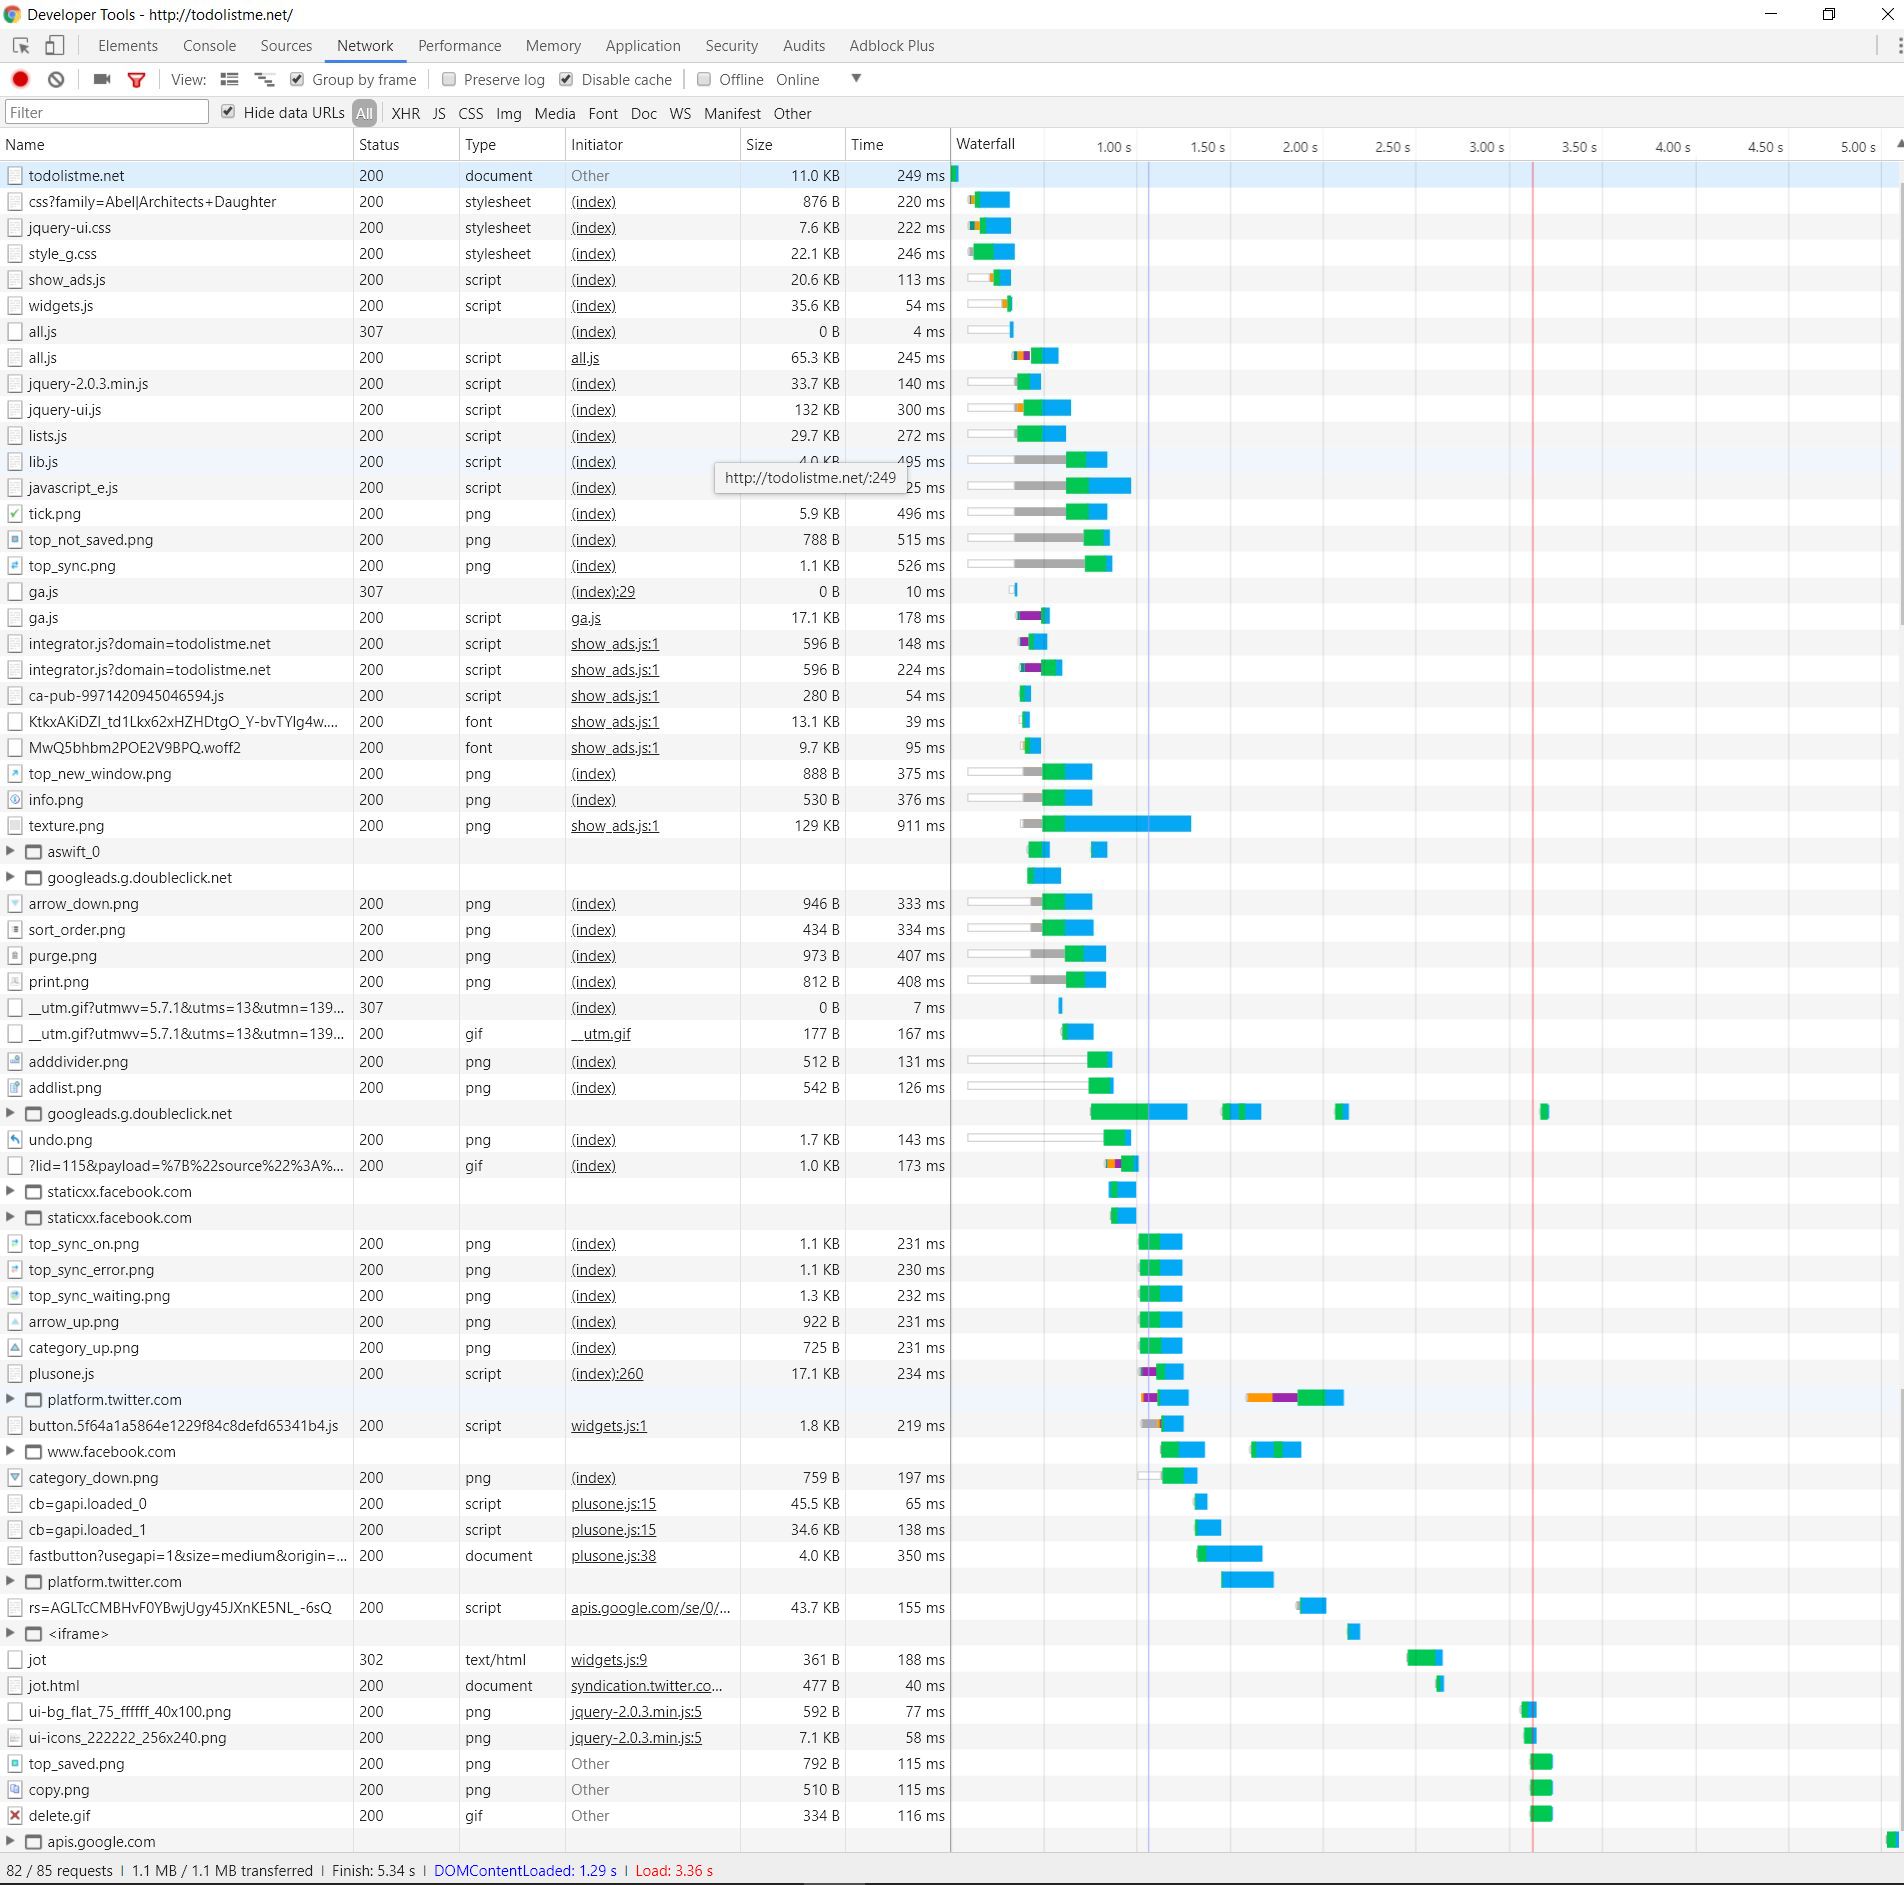 Developer Tools - http://todolistme.net/
Elements Console Sources Network Performance Memory Application Security Audits Adblock Plus
View: Group by frame Preserve log Disable cache Offline Online
Filter Hide data URLs All XHR JS CSS Img Media Font Doc WS Manifest Other
Name Status Type Initiator Size Time Waterfall 1.00 s 1.50 s 2.00 s 2.50 s 3.00 s 3.50 s 4.00 s 4.50 s 5.00 s
todolistme.net 200 document Other 11.0 KB 249 ms
css?family=Abel|Architects+Daughter 200 stylesheet (index) 876 B 220 ms
jquery-ui.css 200 stylesheet (index) 7.6 KB 222 ms
style_g.css 200 stylesheet (index) 22.1 KB 246 ms
show_ads.js 200 script (index) 20.6 KB 113 ms
widgets.js 200 script (index) 35.6 KB 54 ms
all.js 307 (index) 0 B 4 ms
all.js 200 script all.js 65.3 KB 245 ms
jquery-2.0.3.min.js 200 script (index) 33.7 KB 140 ms
jquery-ui.js 200 script (index) 132 KB 300 ms
lists.js 200 script (index) 29.7 KB 272 ms
lib.js 200 script (index) 4.0 KB 495 ms
http://todolistme.net/:249
javascript_e.js 200 script (index) 25 ms
tick.png 200 png (index) 5.9 KB 496 ms
top_not_saved.png 200 png (index) 788 B 515 ms
top_sync.png 200 png (index) 1.1 KB 526 ms
ga.js 307 (index):29 0 B 10 ms
ga.js 200 script ga.js 17.1 KB 178 ms
integrator.js?domain=todolistme.net 200 script show_ads.js:1 596 B 148 ms
integrator.js?domain=todolistme.net 200 script show_ads.js:1 596 B 224 ms
ca-pub-9971420945046594.js 200 script show_ads.js:1 280 B 54 ms
200 font show_ads.js:1 13.1 KB 39 ms
MwQ5bhbm2POE2V9BPQ.woff2 200 font show_ads.js:1 9.7 KB 95 ms
top_new_window.png 200 png (index) 888 B 375 ms
info.png 200 png (index) 530 B 376 ms
texture.png 200 png show_ads.js:1 129 KB 911 ms
aswift_0
googleads.g.doubleclick.net
arrow_down.png 200 png (index) 946 B 333 ms
sort_order.png 200 png (index) 434 B 334 ms
purge.png 200 png (index) 973 B 407 ms
print.png 200 png (index) 812 B 408 ms
__utm.gif?utmwv=5.7.1&utms=13&utmn=139... 307 (index) 0 B 7 ms
__utm.gif?utmwv=5.7.1&utms=13&utmn=139... 200 gif __utm.gif 177 B 167 ms
adddivider.png 200 png (index) 512 B 131 ms
addlist.png 200 png (index) 542 B 126 ms
googleads.g.doubleclick.net
undo.png 200 png (index) 1.7 KB 143 ms
?lid=115&payload=%7B%22source%22%3A%... 200 gif (index) 1.0 KB 173 ms
staticxx.facebook.com
staticxx.facebook.com
top_sync_on.png 200 png (index) 1.1 KB 231 ms
top_sync_error.png 200 png (index) 1.1 KB 230 ms
top_sync_waiting.png 200 png (index) 1.3 KB 232 ms
arrow_up.png 200 png (index) 922 B 231 ms
category_up.png 200 png (index) 725 B 231 ms
plusone.js 200 script (index):260 17.1 KB 234 ms
platform.twitter.com
button.5f64a1a5864e1229f84c8defd65341b4.js 200 script widgets.js:1 1.8 KB 219 ms
www.facebook.com
category_down.png 200 png (index) 759 B 197 ms
cb=gapi.loaded_0 200 script plusone.js:15 45.5 KB 65 ms
cb=gapi.loaded_1 200 script plusone.js:15 34.6 KB 138 ms
fastbutton?usegapi=1&size=medium&origin=... 200 document plusone.js:38 4.0 KB 350 ms
platform.twitter.com
rs=AGLTcCMBHvF0YBwjUgy45JXnKE5NL_-6sQ 200 script apis.google.com/se/0/... 43.7 KB 155 ms
<iframe>
jot 302 text/html widgets.js:9 361 B 188 ms
jot.html 200 document syndication.twitter.co... 477 B 40 ms
ui-bg_flat_75_ffffff_40x100.png 200 png jquery-2.0.3.min.js:5 592 B 77 ms
ui-icons_222222_256x240.png 200 png jquery-2.0.3.min.js:5 7.1 KB 58 ms
top_saved.png 200 png Other 792 B 115 ms
copy.png 200 png Other 510 B 115 ms
delete.gif 200 gif Other 334 B 116 ms
apis.google.com
82 / 85 requests | 1.1 MB / 1.1 MB transferred | Finish: 5.34 s | DOMContentLoaded: 1.29 s | Load: 3.36 s